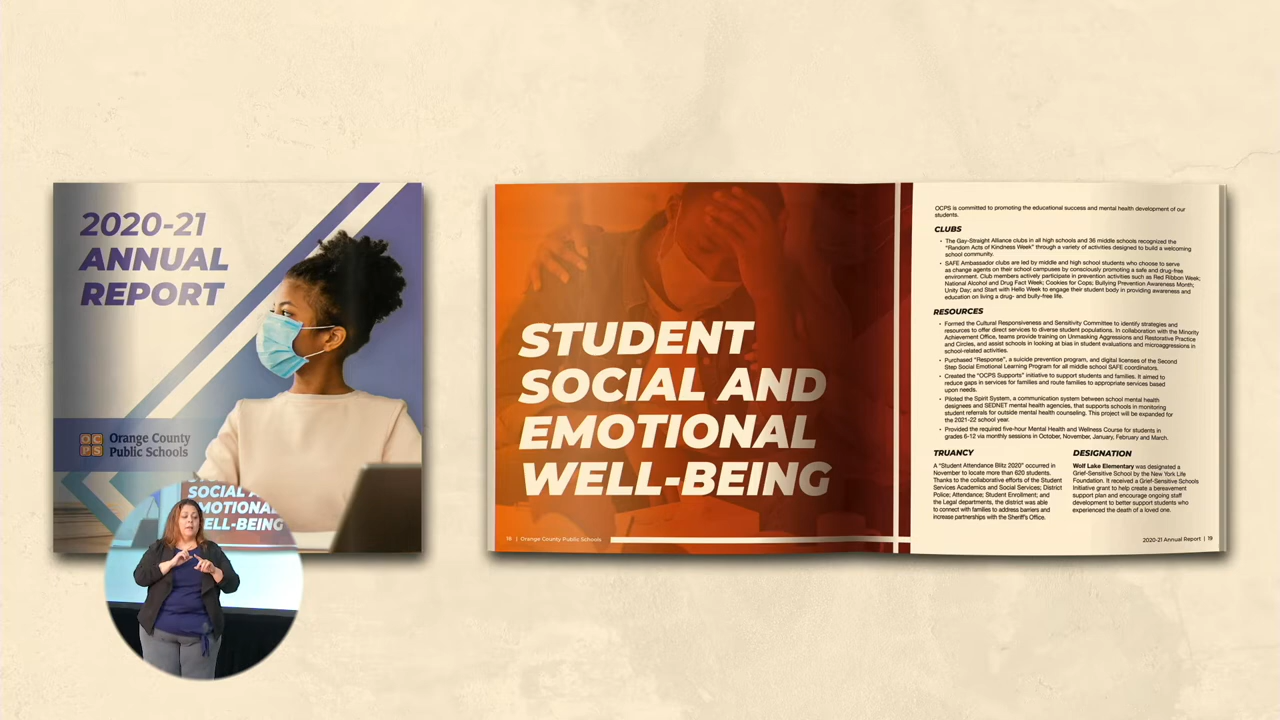 2020-21
ANNUAL
REPORT
OC
PS
Orange County
Public Schools
SOCIAL A
EMOTIONAL
ELL-BEING
STUDENT
SOCIAL AND
EMOTIONAL
WELL-BEING
18 | Orange County Public Schools
OCPS is committed to promoting the educational success and mental health development of our
students.
CLUBS
• The Gay-Straight Alliance clubs in all high schools and 36 middle schools recognized the
"Random Acts of Kindness Week" through a variety of activities designed to build a welcoming
school community.
• SAFE Ambassador clubs are led by middle and high school students who choose to serve
as change agents on their school campuses by consciously promoting a safe and drug-free
environment. Club members actively participate in prevention activities such as Red Ribbon Week;
National Alcohol and Drug Fact Week; Cookies for Cops; Bullying Prevention Awareness Month;
Unity Day; and Start with Hello Week to engage their student body in providing awareness and
education on living a drug- and bully-free life.
RESOURCES
• Formed the Cultural Responsiveness and Sensitivity Committee to identify strategies and
resources to offer direct services to diverse student populations. In collaboration with the Minority
Achievement Office, teams provide training on Unmasking Aggressions and Restorative Practice
and Circles, and assist schools in looking at bias in student evaluations and microaggressions in
school-related activities.
• Purchased "Response", a suicide prevention program, and digital licenses of the Second
Step Social Emotional Learning Program for all middle school SAFE coordinators.
• Created the "OCPS Supports" initiative to support students and families. It aimed to
reduce gaps in services for families and route families to appropriate services based
upon needs.
• Piloted the Spirit System, a communication system between school mental health
designees and SEDNET mental health agencies, that supports schools in monitoring
student referrals for outside mental health counseling. This project will be expanded for
the 2021-22 school year.
• Provided the required five-hour Mental Health and Wellness Course for students in
grades 6-12 via monthly sessions in October, November, January, February and March.
TRUANCY
A "Student Attendance Blitz 2020" occurred in
November to locate more than 620 students.
Thanks to the collaborative efforts of the Student
Services Academics and Social Services; District
Police; Attendance; Student Enrollment; and
the Legal departments, the district was able
to connect with families to address barriers and
increase partnerships with the Sheriff's Office.
DESIGNATION
Wolf Lake Elementary was designated a
Grief-Sensitive School by the New York Life
Foundation. It received a Grief-Sensitive Schools
Initiative grant to help create a bereavement
support plan and encourage ongoing staff
development to better support students who
experienced the death of a loved one.
2020-21 Annual Report | 19